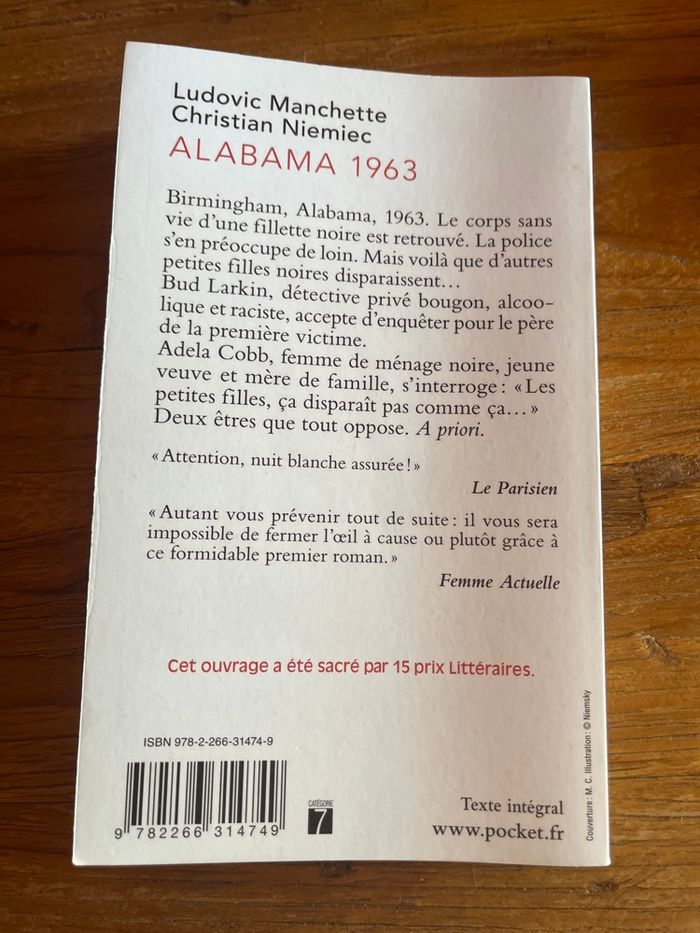 Ludovic Manchette
Christian Niemiec
ALABAMA 1963
Birmingham, Alabama, 1963. Le corps sans
vie d'une fillette noire est retrouvé. La police
s'en préoccupe de loin. Mais voilà que d'autres
petites filles noires disparaissent…
Bud Larkin, détective privé bougon, alcoo-
lique et raciste, accepte d'enquêter pour le père
de la première victime.
Adela Cobb, femme de ménage noire, jeune
veuve et mère de famille, s'interroge : « Les
petites filles, ça disparaît pas comme ça… »
Deux êtres que tout oppose. A priori.
« Attention, nuit blanche assurée ! »
Le Parisien
« Autant vous prévenir tout de suite : il vous sera
impossible de fermer l'œil à cause ou plutôt grâce à
ce formidable premier roman. »
Femme Actuelle
Cet ouvrage a été sacré par 15 prix Littéraires.
ISBN 978-2-266-31474-9
9 782266 314749
CATÉGORIE
7
Texte intégral
www.pocket.fr
Couverture : M. C. Illustration : © Niemsky